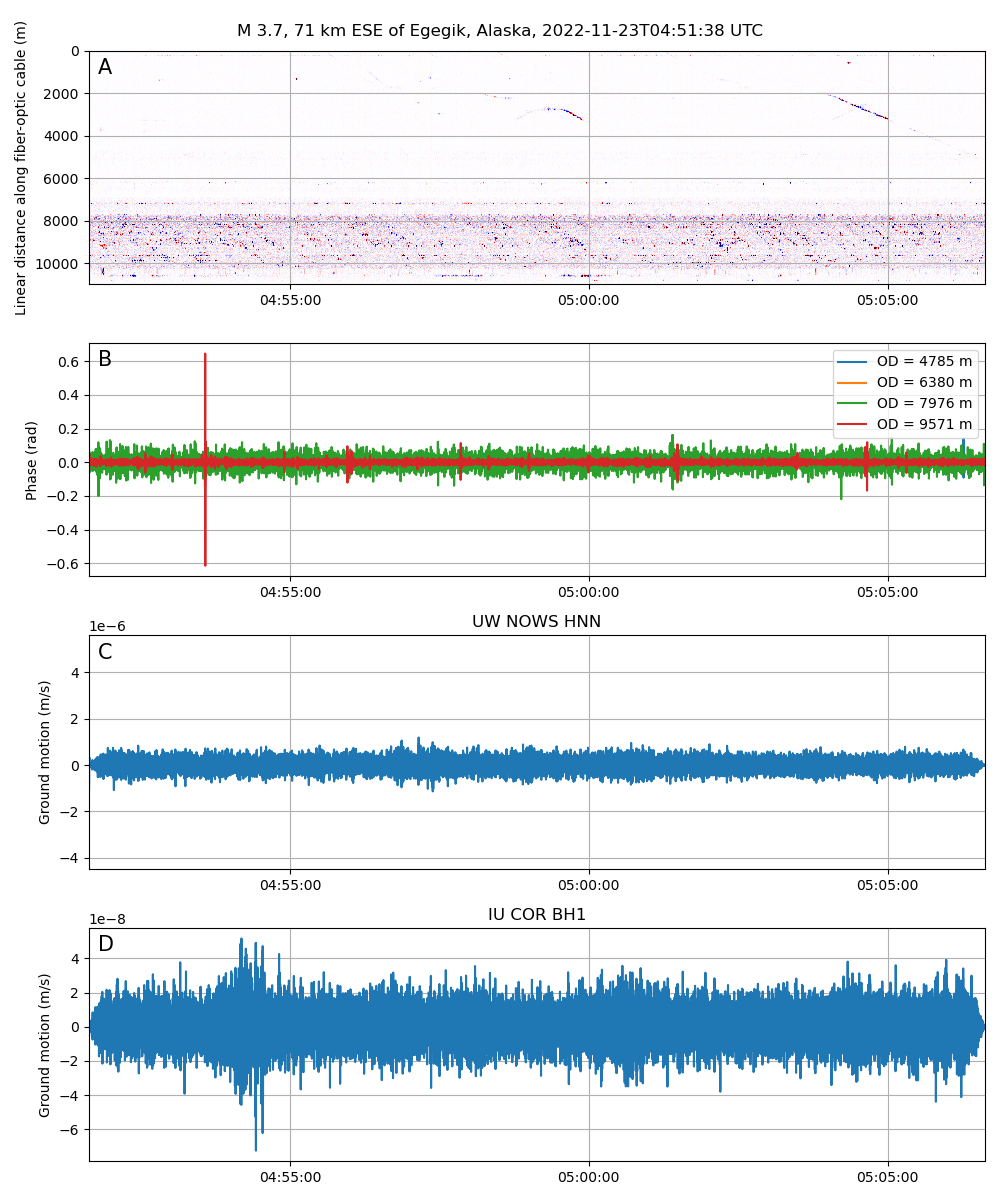 M 3.7, 71 km ESE of Egegik, Alaska, 2022-11-23T04:51:38 UTC
Linear distance along fiber-optic cable (m)
A
0
2000
4000
6000
8000
10000
04:55:00 05:00:00 05:05:00
B
Phase (rad)
0.6
0.4
0.2
0.0
−0.2
−0.4
−0.6
OD = 4785 m
OD = 6380 m
OD = 7976 m
OD = 9571 m
04:55:00 05:00:00 05:05:00
UW NOWS HNN
1e−6
C
Ground motion (m/s)
4
2
0
−2
−4
04:55:00 05:00:00 05:05:00
IU COR BH1
1e−8
D
Ground motion (m/s)
4
2
0
−2
−4
−6
04:55:00 05:00:00 05:05:00